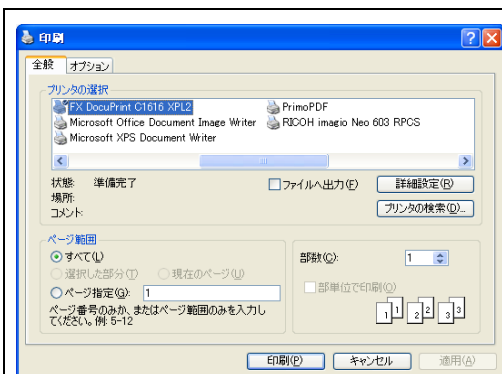 印刷
全般 オプション
プリンタの選択
FX DocuPrint C1616 XPL2
PrimoPDF
Microsoft Office Document Image Writer
RICOH imagio Neo 603 RPCS
Microsoft XPS Document Writer
状態: 準備完了
場所:
コメント:
ファイルへ出力(F)
詳細設定(R)
プリンタの検索(D)...
ページ範囲
すべて(L)
選択した部分(T) 現在のページ(U)
ページ指定(G): 1
ページ番号のみか、またはページ範囲のみを入力し
てください。例: 5-12
部数(C): 1
部単位で印刷(O)
1 1 2 2 3 3
印刷(P) キャンセル 適用(A)